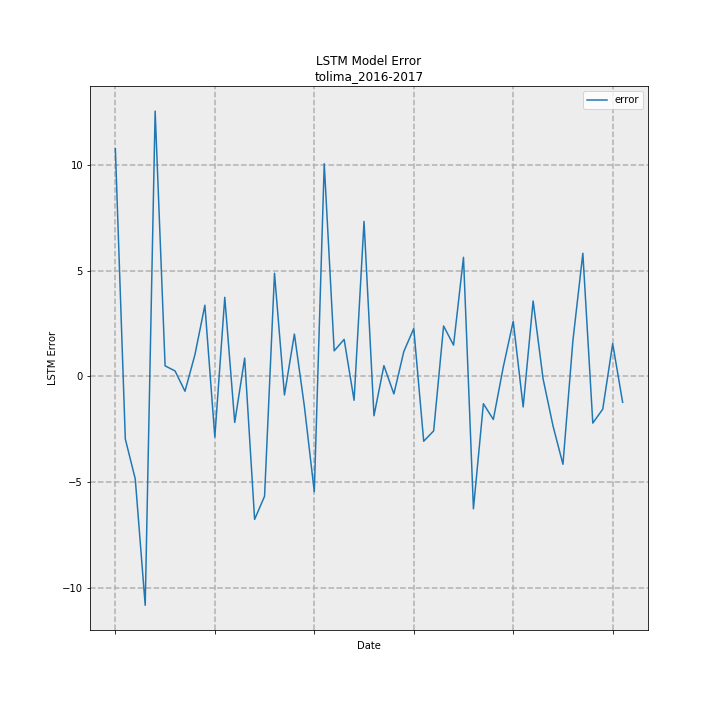 LSTM Model Error
tolima_2016-2017
error
10
5
0
−5
−10
LSTM Error
Date